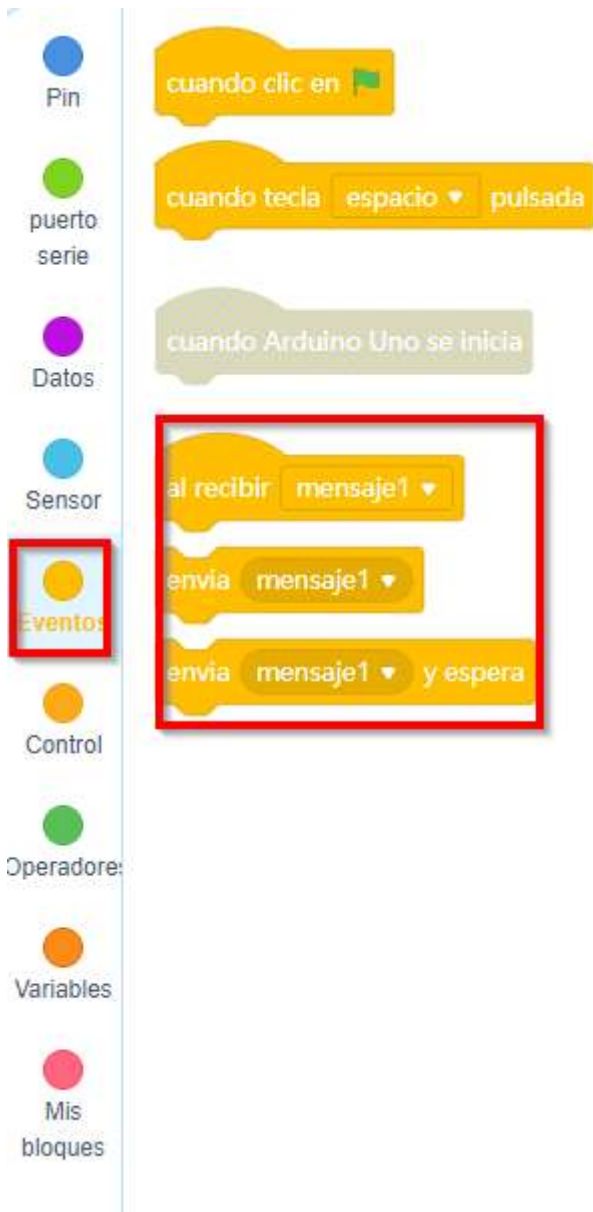 Pin
puerto
serie
Datos
Sensor
Eventos
Control
Operadores
Variables
Mis
bloques
cuando clic en
cuando tecla espacio pulsada
cuando Arduino Uno se inicia
al recibir mensaje1
envia mensaje1
envia mensaje1 y espera